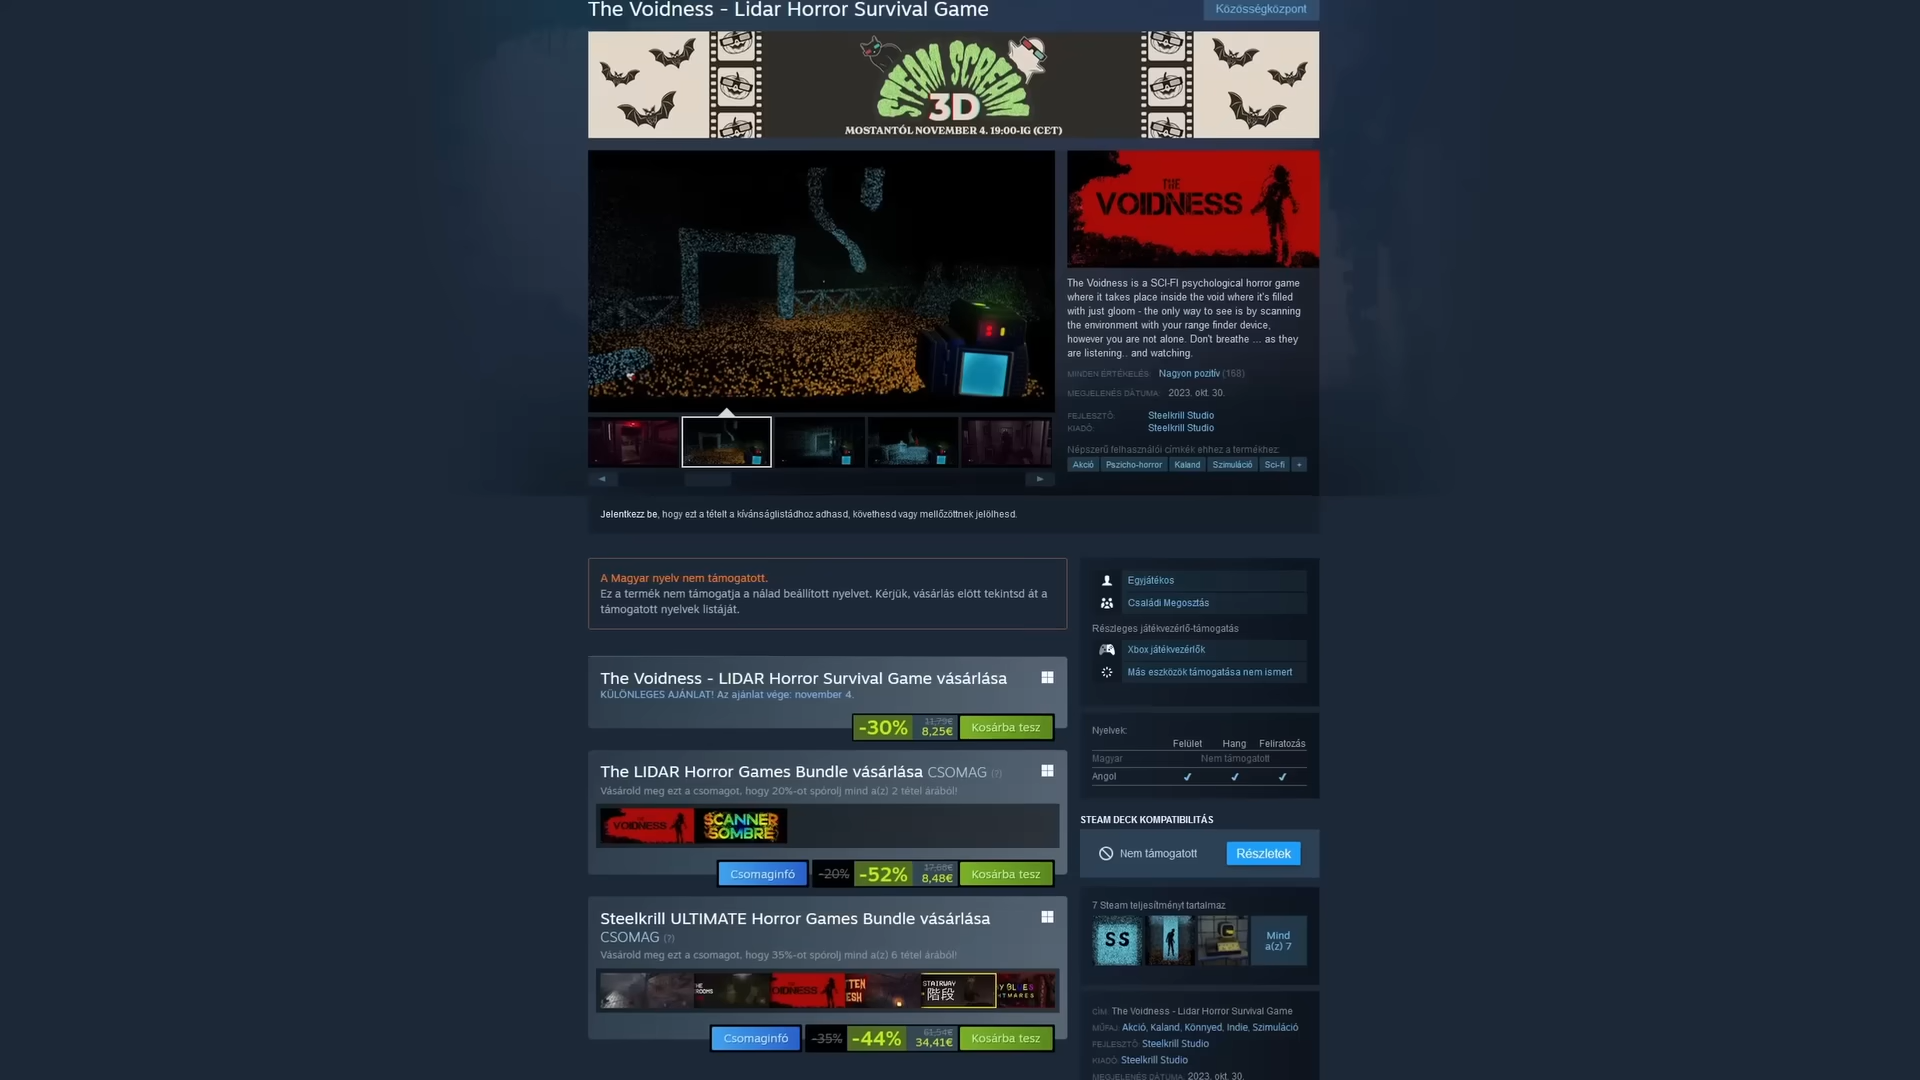 The Voidness - Lidar Horror Survival Game
Közösségközpont
STEAM SCREAM
3D
MOSTANTÓL NOVEMBER 4. 19:00-IG (CET)
THE
VOIDNESS
The Voidness is a SCI-FI psychological horror game
where it takes place inside the void where it's filled
with just gloom - the only way to see is by scanning
the environment with your range finder device,
however you are not alone. Don't breathe ... as they
are listening.. and watching.
MINDEN ÉRTÉKELÉS: Nagyon pozitív (168)
MEGJELENÉS DÁTUMA: 2023. okt. 30.
FEJLESZTŐ: Steelkrill Studio
KIADÓ: Steelkrill Studio
Népszerű felhasználói címkék ehhez a termékhez:
Akció Pszicho-horror Kaland Szimuláció Sci-fi +
Jelentkezz be, hogy ezt a tételt a kívánságlistádhoz adhasd, követhesd vagy mellőzöttnek jelölhesd.
A Magyar nyelv nem támogatott.
Ez a termék nem támogatja a nálad beállított nyelvet. Kérjük, vásárlás előtt tekintsd át a
támogatott nyelvek listáját.
The Voidness - LIDAR Horror Survival Game vásárlása
KÜLÖNLEGES AJÁNLAT! Az ajánlat vége: november 4.
-30% 11,79€ 8,25€ Kosárba tesz
The LIDAR Horror Games Bundle vásárlása CSOMAG (?)
Vásárold meg ezt a csomagot, hogy 20%-ot spórolj mind a(z) 2 tétel árából!
VOIDNESS
SCANNER
SOMBRE
Csomaginfó -20% -52% 17,68€ 8,48€ Kosárba tesz
Steelkrill ULTIMATE Horror Games Bundle vásárlása
CSOMAG (?)
Vásárold meg ezt a csomagot, hogy 35%-ot spórolj mind a(z) 6 tétel árából!
STAIRWAY
階段
Csomaginfó -35% -44% 61,54€ 34,41€ Kosárba tesz
Egyjátékos
Családi Megosztás
Részleges játékvezérlő-támogatás
Xbox játékvezérlők
Más eszközök támogatása nem ismert
Nyelvek:
Felület Hang Feliratozás
Magyar Nem támogatott
Angol ✔ ✔ ✔
STEAM DECK KOMPATIBILITÁS
Nem támogatott Részletek
7 Steam teljesítményt tartalmaz
SS
Mind
a(z) 7
CÍM: The Voidness - Lidar Horror Survival Game
MŰFAJ: Akció, Kaland, Könnyed, Indie, Szimuláció
FEJLESZTŐ: Steelkrill Studio
KIADÓ: Steelkrill Studio
MEGJELENÉS DÁTUMA: 2023. okt. 30.